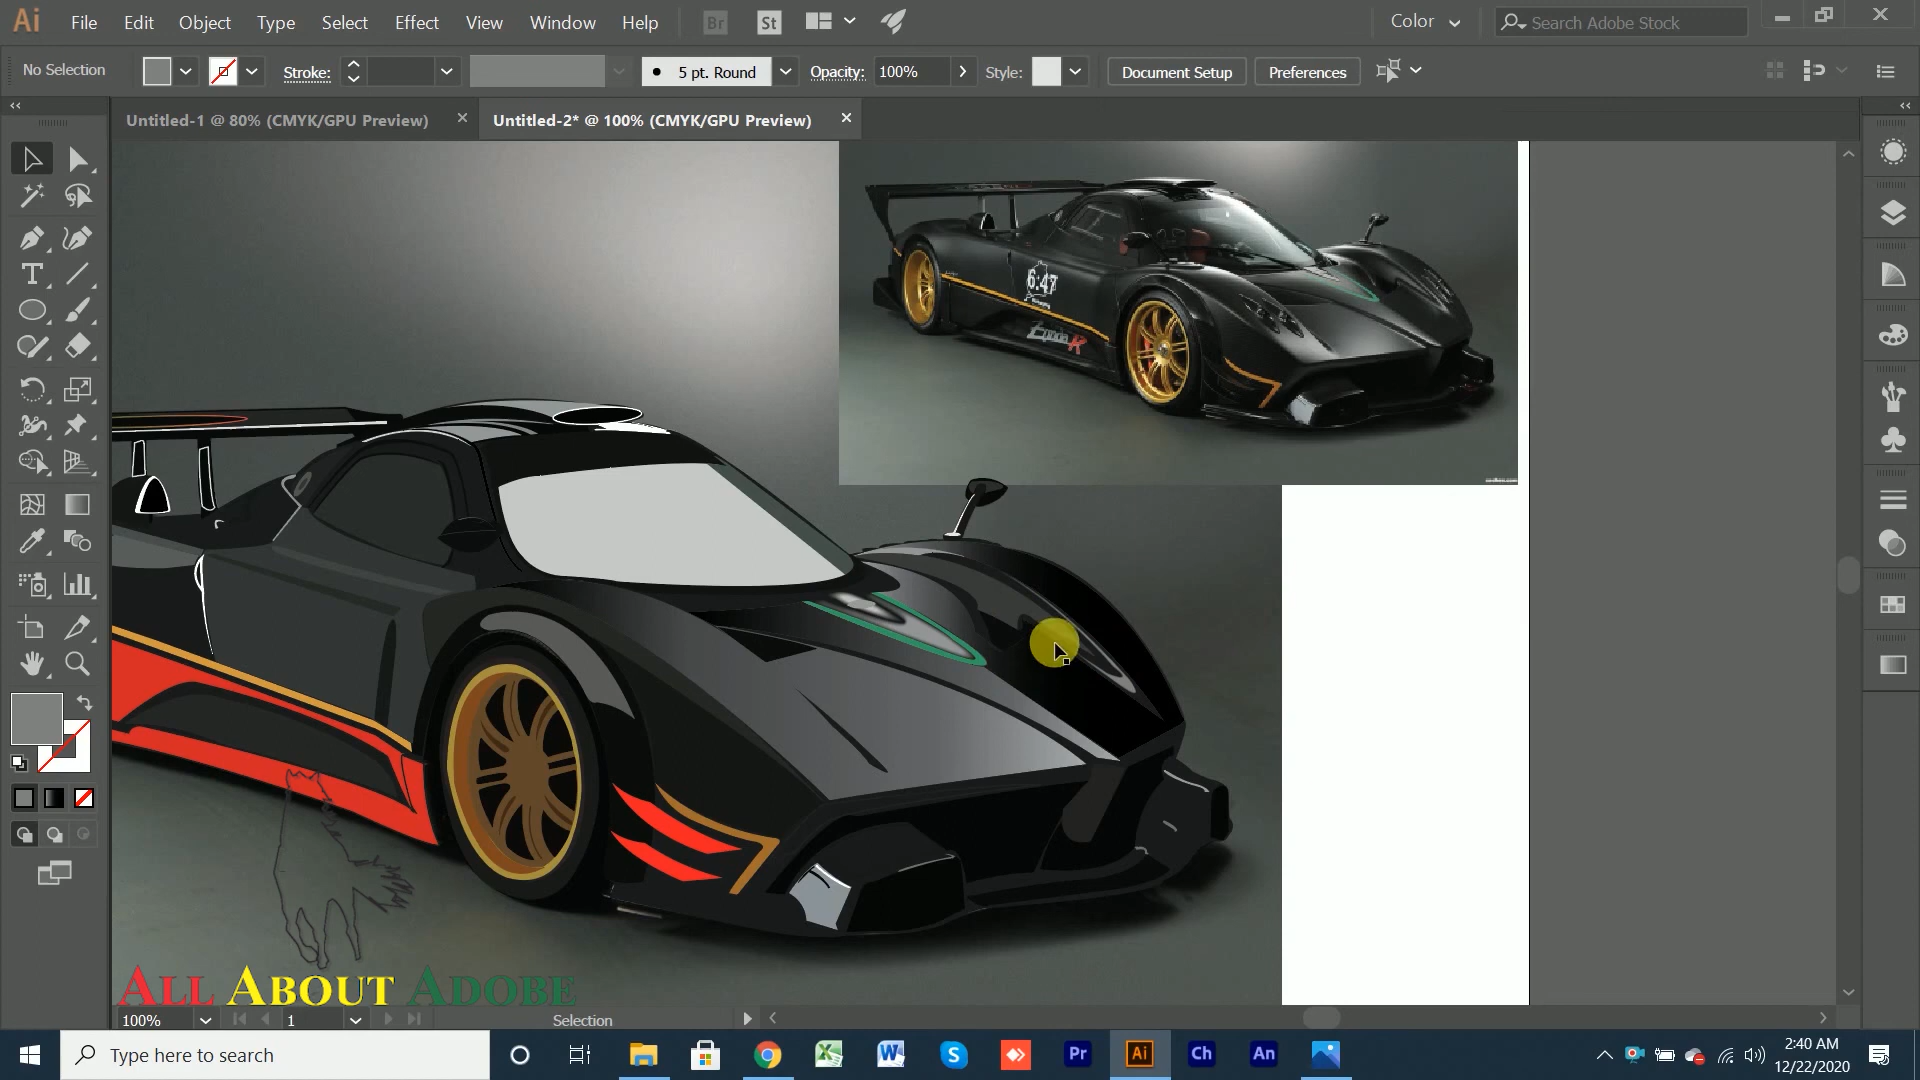 Ai File Edit Object Type Select Effect View Window Help Br St Color Search Adobe Stock
No Selection Stroke: 5 pt. Round Opacity: 100% Style: Document Setup Preferences
Untitled-1 @ 80% (CMYK/GPU Preview) Untitled-2* @ 100% (CMYK/GPU Preview)
6:47
Zonda R
ALL ABOUT ADOBE
100% 1 Selection
Type here to search Pr Ai Ch An 2:40 AM
12/22/2020